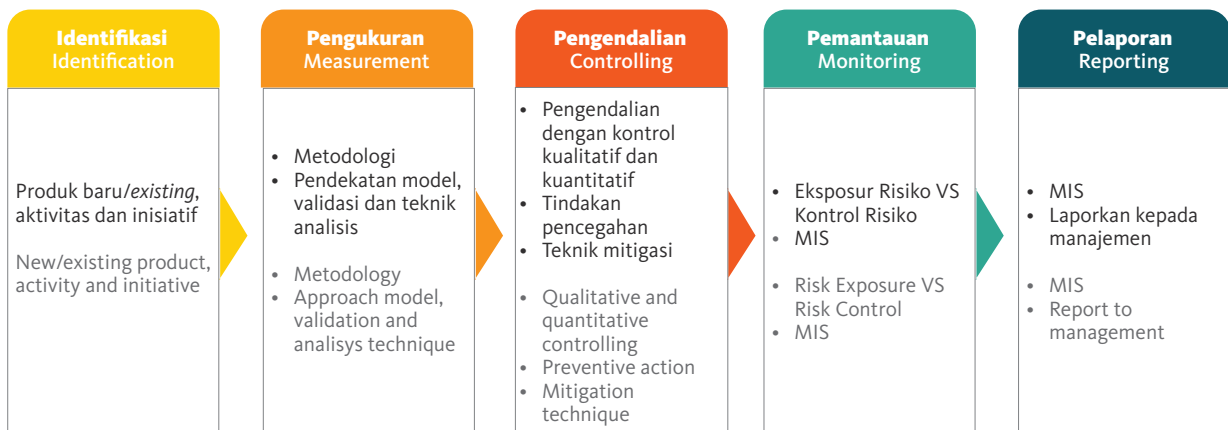 Identifikasi
Identification
Produk baru/existing,
aktivitas dan inisiatif
New/existing product,
activity and initiative
Pengukuran
Measurement
• Metodologi
• Pendekatan model,
validasi dan teknik
analisis
• Metodology
• Approach model,
validation and
analisys technique
Pengendalian
Controlling
• Pengendalian
dengan kontrol
kualitatif dan
kuantitatif
• Tindakan
pencegahan
• Teknik mitigasi
• Qualitative and
quantitative
controlling
• Preventive action
• Mitigation
technique
Pemantauan
Monitoring
• Eksposur Risiko VS
Kontrol Risiko
• MIS
• Risk Exposure VS
Risk Control
• MIS
Pelaporan
Reporting
• MIS
• Laporkan kepada
manajemen
• MIS
• Report to
management